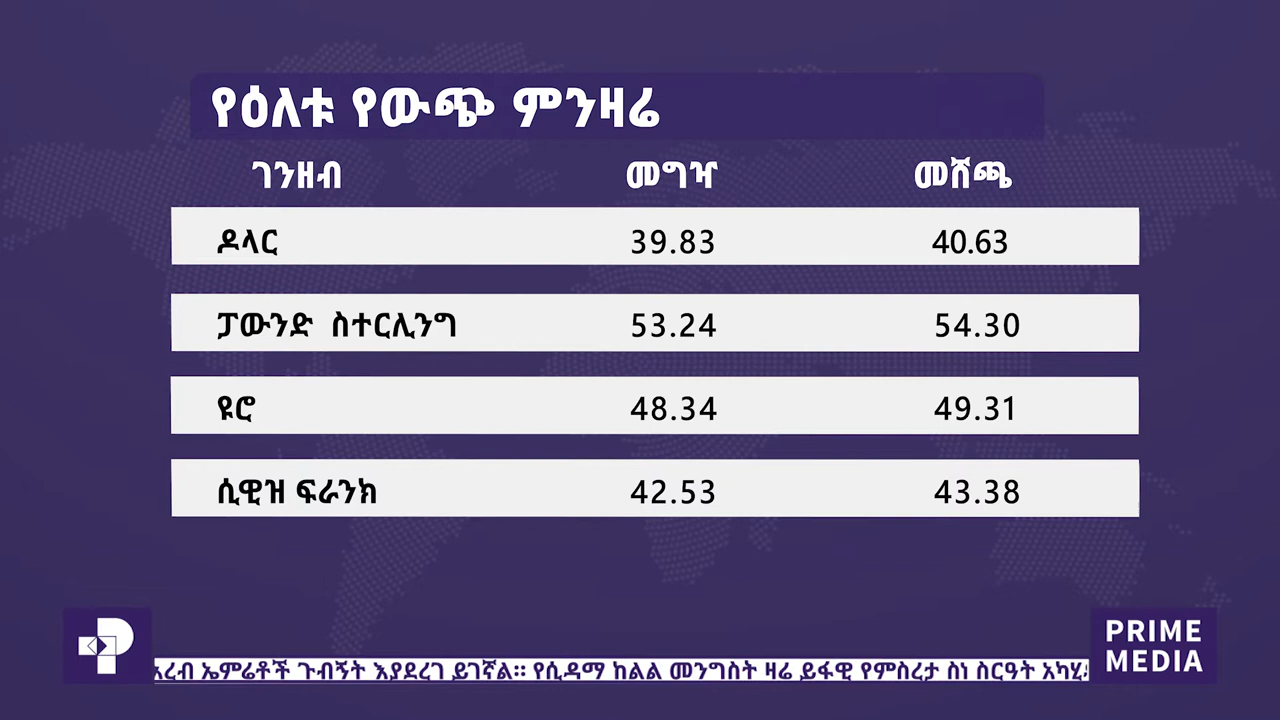 የዕለቱ የውጭ ምንዛሬ
ገንዘብ መግዣ መሸጫ
ዶላር 39.83 40.63
ፓውንድ ስተርሊንግ 53.24 54.30
ዩሮ 48.34 49.31
ሲዊዝ ፍራንክ 42.53 43.38
PRIME
MEDIA
አረብ ኤምሬቶች ጉብኝት እያደረገ ይገኛል። የሲዳማ ክልል መንግስት ዛሬ ይፋዊ የምስረታ ስነ ስርዓት